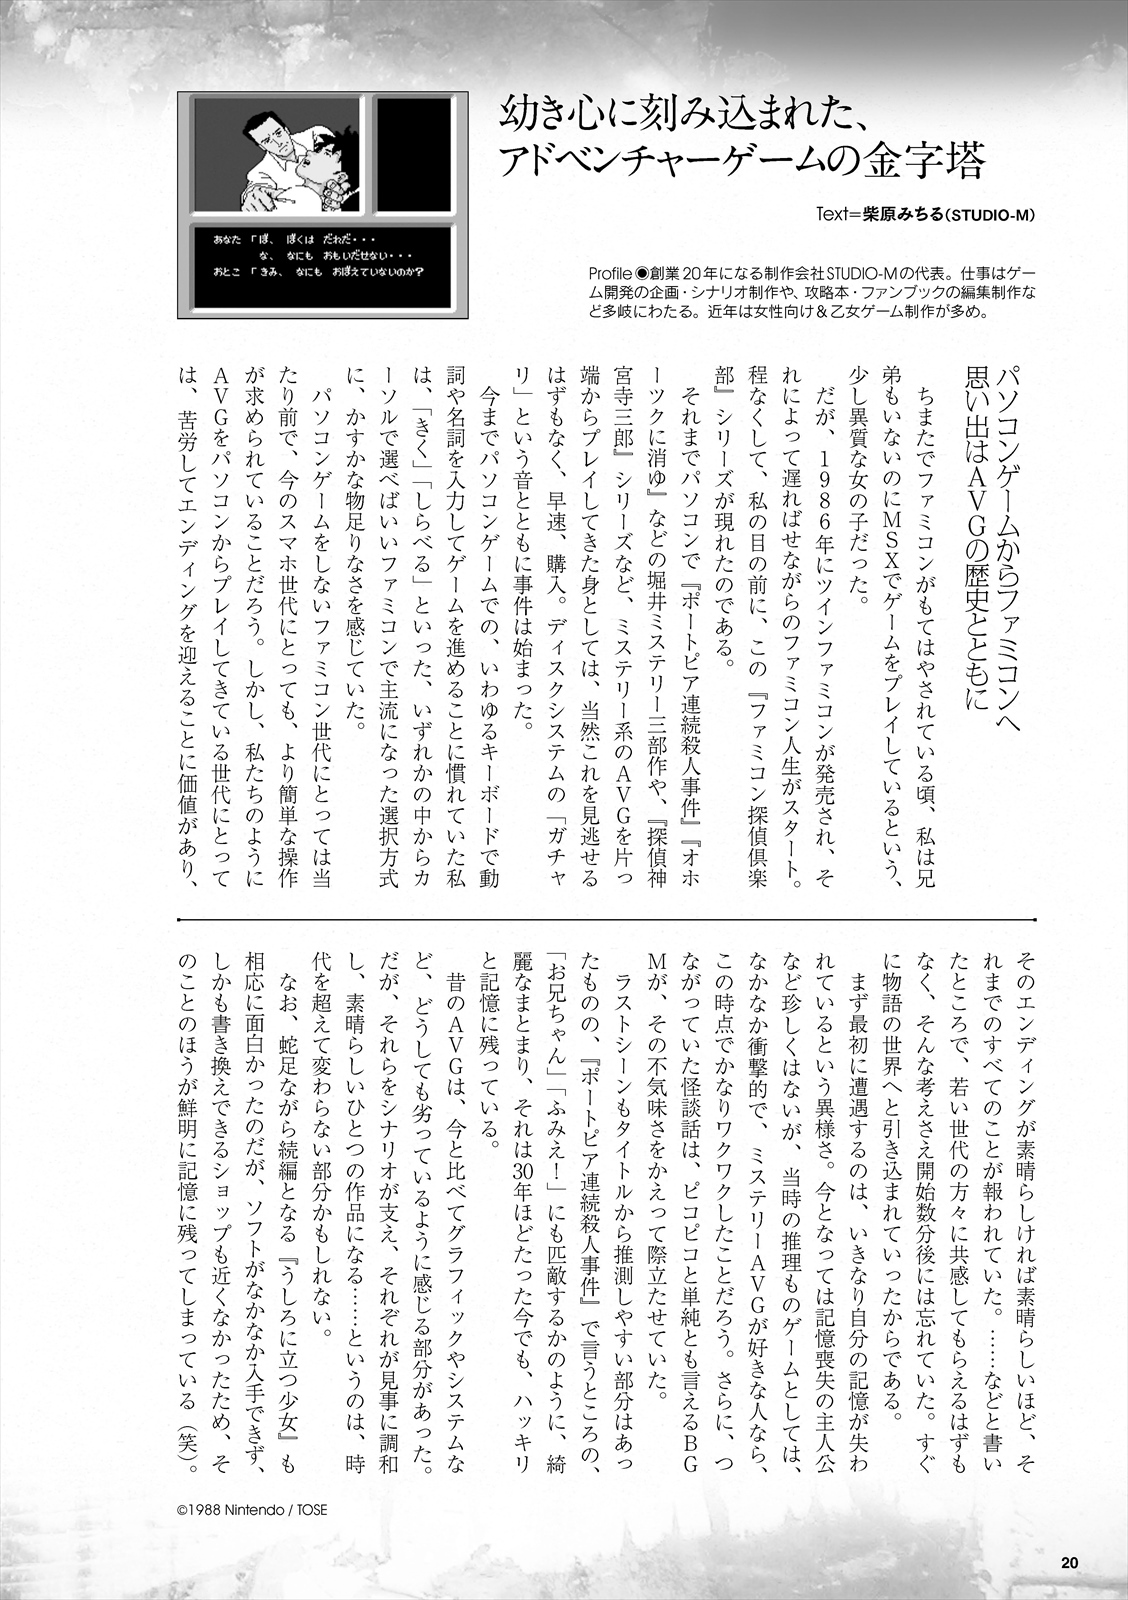 幼き心に刻み込まれた、
アドベンチャーゲームの金字塔
Text=柴原みちる（STUDIO-M）
Profile◉創業20年になる制作会社STUDIO-Mの代表。仕事はゲー
ム開発の企画・シナリオ制作や、攻略本・ファンブックの編集制作な
ど多岐にわたる。近年は女性向け＆乙女ゲーム制作が多め。
あなた「ぼ、 ぼくは だれだ・・・
な、 なにも おもいだせない・・・
おとこ「きみ、 なにも おぼえていないのか?
パソコンゲームからファミコンへ
思い出はAVGの歴史とともに
ちまたでファミコンがもてはやされている頃、私は兄
弟もいないのにMSXでゲームをプレイしているという、
少し異質な女の子だった。
だが、1986年にツインファミコンが発売され、そ
れによって遅ればせながらのファミコン人生がスタート。
程なくして、私の目の前に、この『ファミコン探偵倶楽
部』シリーズが現れたのである。
それまでパソコンで『ポートピア連続殺人事件』『オホ
ーツクに消ゆ』などの堀井ミステリー三部作や、『探偵神
宮寺三郎』シリーズなど、ミステリー系のAVGを片っ
端からプレイしてきた身としては、当然これを見逃せる
はずもなく、早速、購入。ディスクシステムの「ガチャ
リ」という音とともに事件は始まった。
今までパソコンゲームでの、いわゆるキーボードで動
詞や名詞を入力してゲームを進めることに慣れていた私
は、「きく」「しらべる」といった、いずれかの中からカ
ーソルで選べばいいファミコンで主流になった選択方式
に、かすかな物足りなさを感じていた。
パソコンゲームをしないファミコン世代にとっては当
たり前で、今のスマホ世代にとっても、より簡単な操作
が求められていることだろう。しかし、私たちのように
AVGをパソコンからプレイしてきている世代にとって
は、苦労してエンディングを迎えることに価値があり、
そのエンディングが素晴らしければ素晴らしいほど、そ
れまでのすべてのことが報われていた。……などと書い
たところで、若い世代の方々に共感してもらえるはずも
なく、そんな考えさえ開始数分後には忘れていた。すぐ
に物語の世界へと引き込まれていったからである。
まず最初に遭遇するのは、いきなり自分の記憶が失わ
れているという異様さ。今となっては記憶喪失の主人公
など珍しくはないが、当時の推理ものゲームとしては、
なかなか衝撃的で、ミステリーAVGが好きな人なら、
この時点でかなりワクワクしたことだろう。さらに、つ
ながっていた怪談話は、ピコピコと単純とも言えるBG
Mが、その不気味さをかえって際立たせていた。
ラストシーンもタイトルから推測しやすい部分はあっ
たものの、『ポートピア連続殺人事件』で言うところの、
「お兄ちゃん」「ふみえ！」にも匹敵するかのように、綺
麗なまとまり、それは30年ほどたった今でも、ハッキリ
と記憶に残っている。
昔のAVGは、今と比べてグラフィックやシステムな
ど、どうしても劣っているように感じる部分があった。
だが、それらをシナリオが支え、それぞれが見事に調和
し、素晴らしいひとつの作品になる……というのは、時
代を超えて変わらない部分かもしれない。
なお、蛇足ながら続編となる『うしろに立つ少女』も
相応に面白かったのだが、ソフトがなかなか入手できず、
しかも書き換えできるショップも近くなかったため、そ
のことのほうが鮮明に記憶に残ってしまっている（笑）。
©1988 Nintendo / TOSE
20